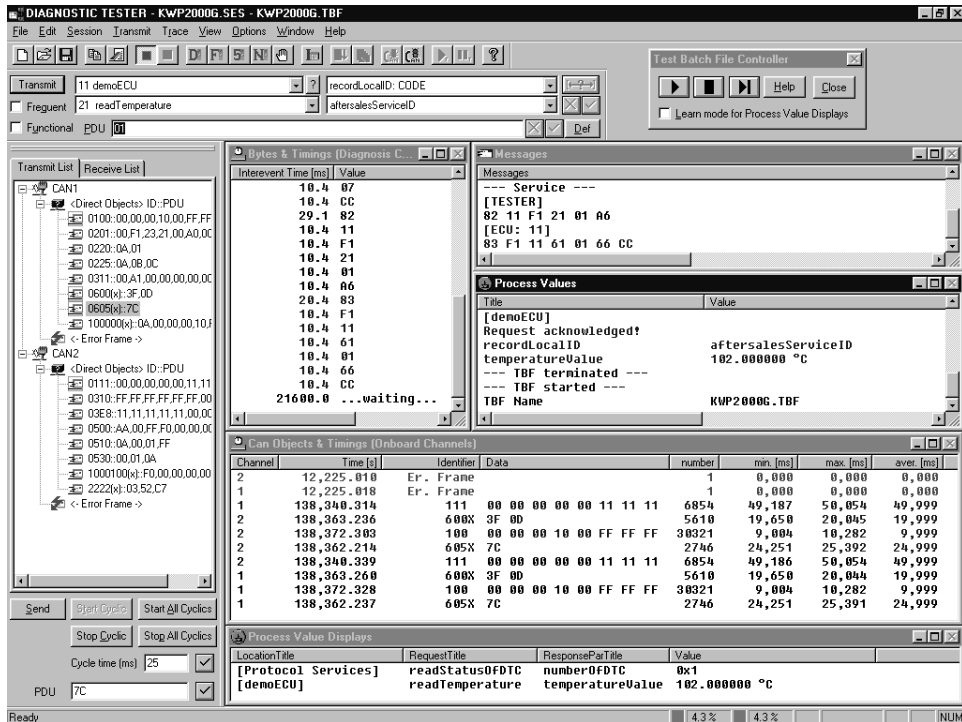 DIAGNOSTIC TESTER - KWP2000G.SES - KWP2000G.TBF
File Edit Session Transmit Trace View Options Window Help
Test Batch File Controller
Help Close
Learn mode for Process Value Displays
Transmit 11 demoECU ? recordLocalID: CODE
Freguent 21 readTemperature aftersalesServiceID
Functional PDU 01 Def
Transmit List Receive List
CAN1
<Direct Objects> ID::PDU
0100::00,00,00,10,00,FF,FF
0201::00,F1,23,21,00,A0,00
0220::0A,01
0225::0A,0B,0C
0311::00,A1,00,00,00,00,00
0600(x)::3F,0D
0605(x)::7C
100000(x)::0A,00,00,00,10,F
<- Error Frame ->
CAN2
<Direct Objects> ID::PDU
0111::00,00,00,00,00,11,11
0310::FF,FF,FF,FF,FF,FF,00
03E8::11,11,11,11,11,00,00
0500::AA,00,FF,F0,00,00,00
0510::0A,00,01,FF
0530::00,01,0A
1000100(x)::F0,00,00,00,00
2222(x)::03,52,C7
<- Error Frame ->
Send Start Cyclic Start All Cyclics
Stop Cyclic Stop All Cyclics
Cycle time (ms) 25
PDU 7C
Bytes & Timings (Diagnosis C...
Interevent Time [ms] Value
10.4 07
10.4 CC
29.1 82
10.4 11
10.4 F1
10.4 21
10.4 01
10.4 A6
20.4 83
10.4 F1
10.4 11
10.4 61
10.4 01
10.4 66
10.4 CC
21600.0 ...waiting...
Messages
Messages
--- Service ---
[TESTER]
82 11 F1 21 01 A6
[ECU: 11]
83 F1 11 61 01 66 CC
Process Values
Title Value
[demoECU]
Request acknowledged!
recordLocalID aftersalesServiceID
temperatureValue 102.000000 °C
--- TBF terminated ---
--- TBF started ---
TBF Name KWP2000G.TBF
Can Objects & Timings (Onboard Channels)
Channel Time [s] Identifier Data number min. [ms] max. [ms] aver. [ms]
2 12,225.010 Er. Frame 1 0,000 0,000 0,000
1 12,225.018 Er. Frame 1 0,000 0,000 0,000
1 138,340.314 111 00 00 00 00 00 11 11 11 6854 49,187 50,054 49,999
2 138,363.236 600X 3F 0D 5610 19,650 20,045 19,999
2 138,372.303 100 00 00 00 10 00 FF FF FF 30321 9,004 10,282 9,999
2 138,362.214 605X 7C 2746 24,251 25,392 24,999
2 138,340.339 111 00 00 00 00 00 11 11 11 6854 49,186 50,054 49,999
1 138,363.260 600X 3F 0D 5610 19,650 20,044 19,999
1 138,372.328 100 00 00 00 10 00 FF FF FF 30321 9,004 10,282 9,999
1 138,362.237 605X 7C 2746 24,251 25,391 24,999
Process Value Displays
LocationTitle RequestTitle ResponseParTitle Value
[Protocol Services] readStatusOfDTC numberOfDTC 0x1
[demoECU] readTemperature temperatureValue 102.000000 °C
Ready 4.3 % 4.3 % NUM